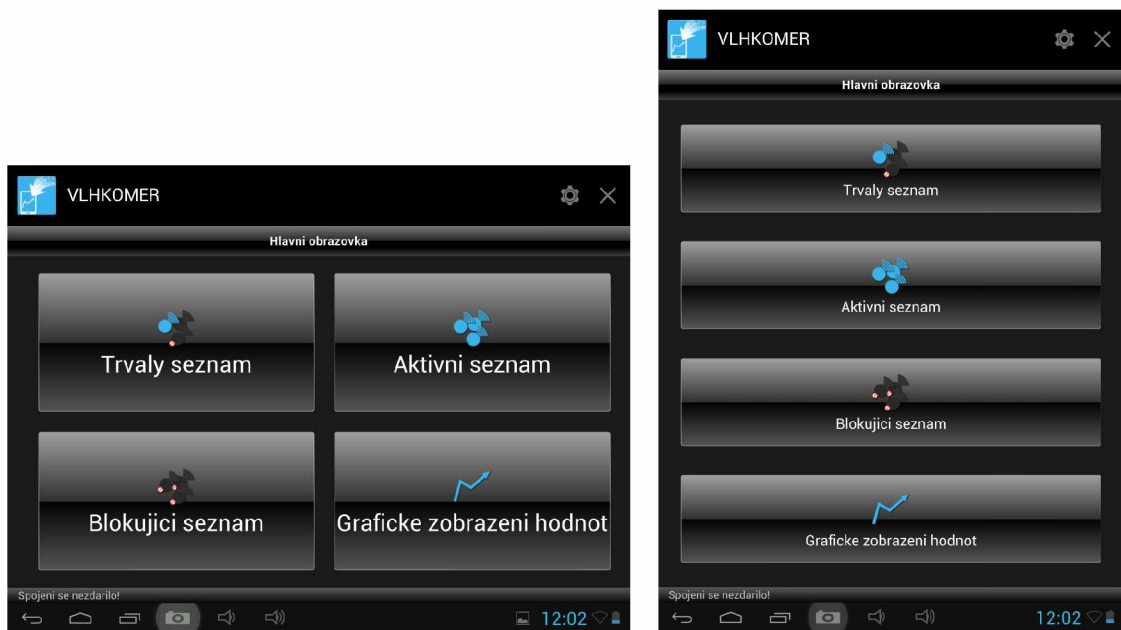 VLHKOMER
Hlavni obrazovka
Trvaly seznam
Aktivni seznam
Blokujici seznam
Graficke zobrazeni hodnot
Spojeni se nezdarilo!
12:02
VLHKOMER
Hlavni obrazovka
Trvaly seznam
Aktivni seznam
Blokujici seznam
Graficke zobrazeni hodnot
Spojeni se nezdarilo!
12:02